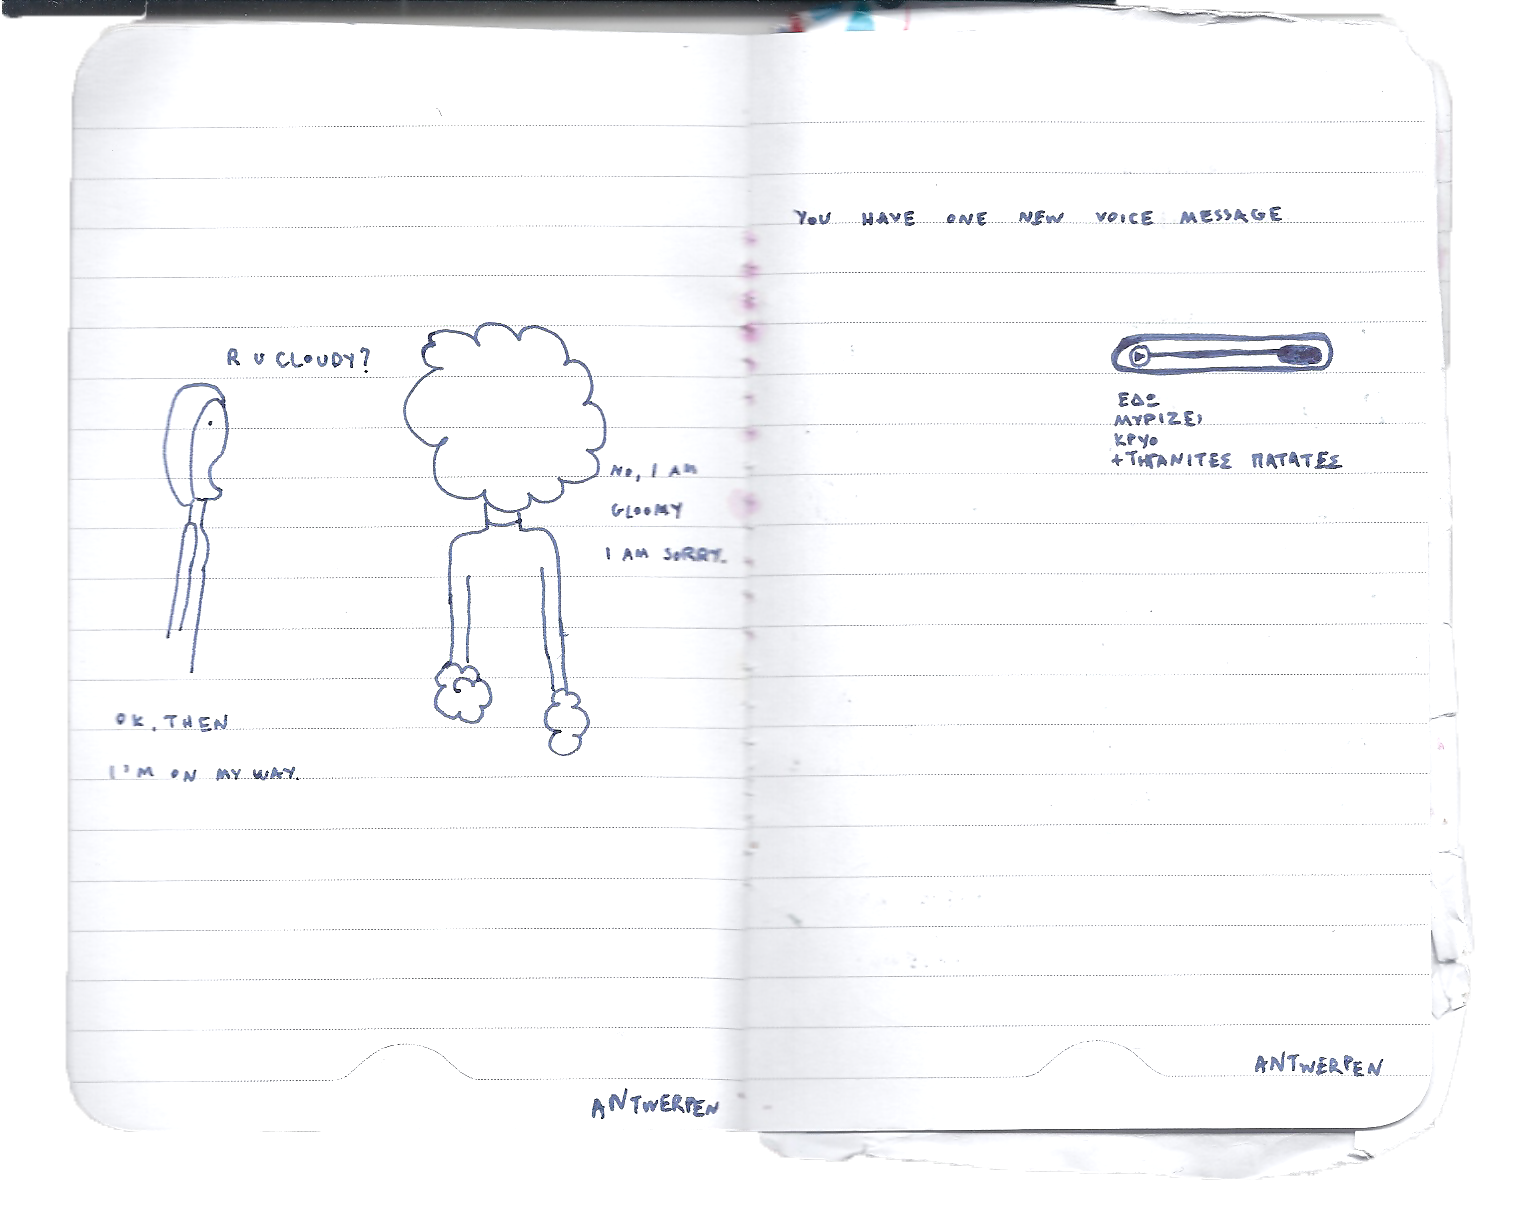 R U CLOUDY?
NO, I AM
GLOOMY
I AM SORRY.
OK, THEN
I'M ON MY WAY.
ANTWERPEN
YOU HAVE ONE NEW VOICE MESSAGE
ΕΔΩ
ΜΥΡΙΖΕΙ
ΚΡΥΟ
+ΤΗΓΑΝΙΤΕΣ ΠΑΤΑΤΕΣ
ANTWERPEN